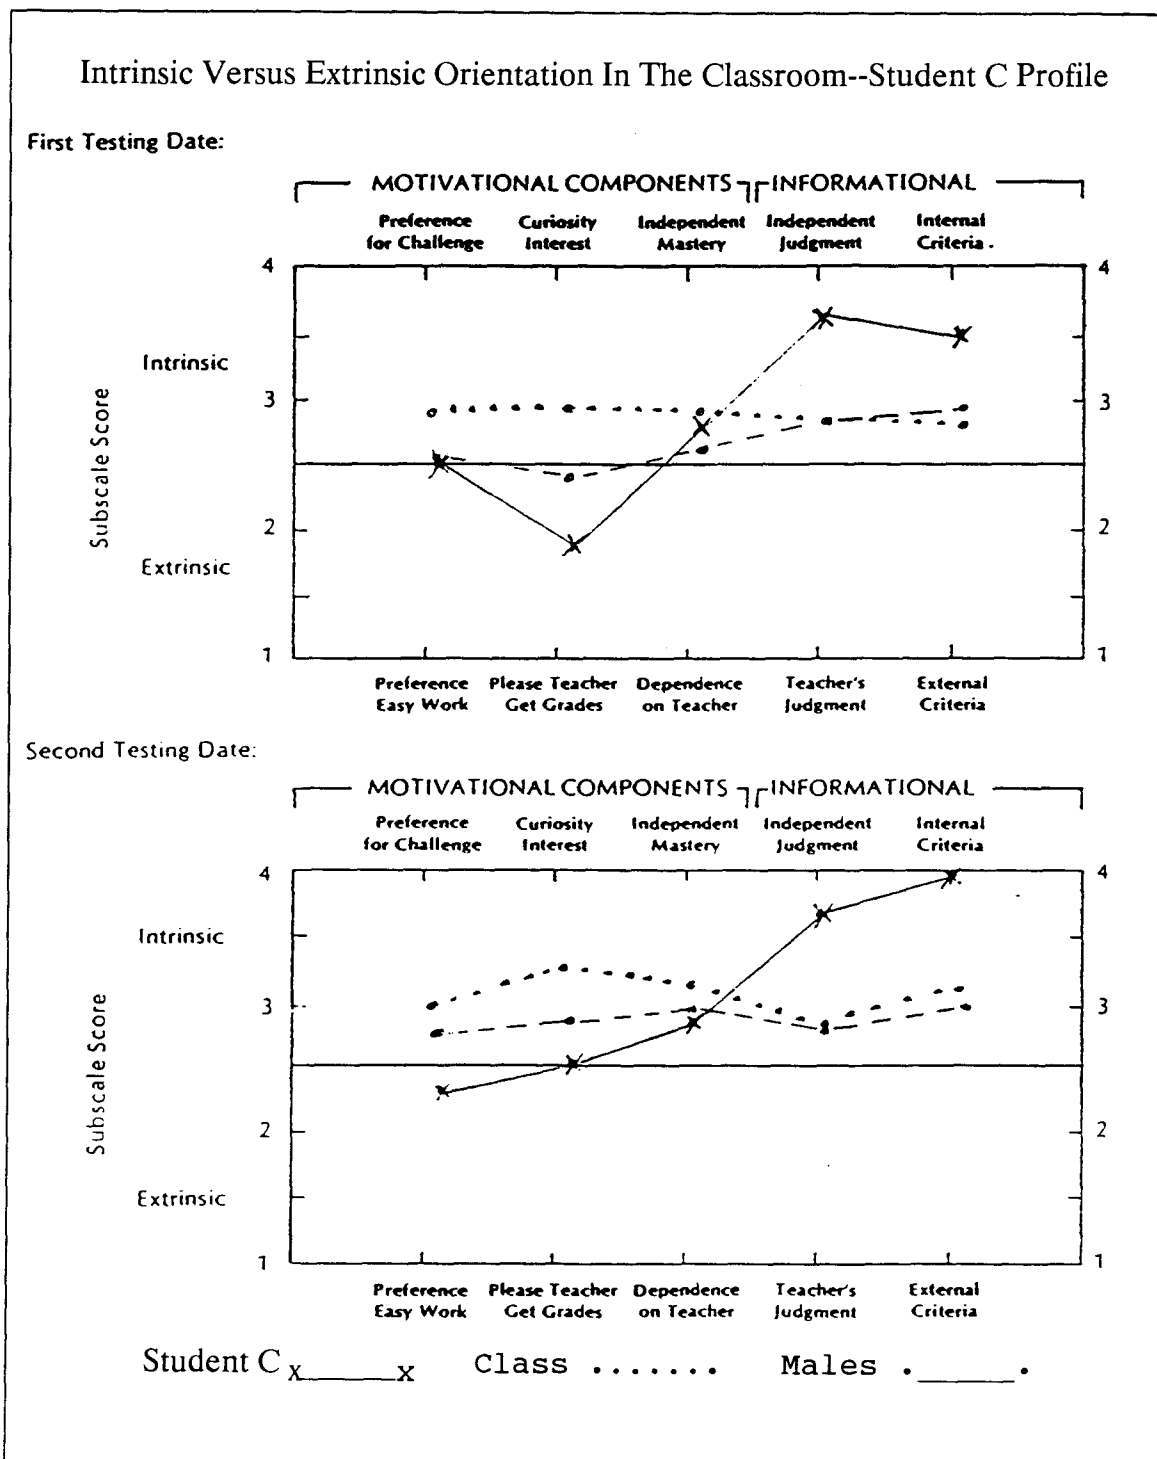 Intrinsic Versus Extrinsic Orientation In The Classroom--Student C Profile
First Testing Date:
MOTIVATIONAL COMPONENTS INFORMATIONAL
Preference Curiosity Independent Independent Internal
for Challenge Interest Mastery Judgment Criteria .
4 4
Intrinsic
3 3
Subscale Score
2 2
Extrinsic
1 1
Preference Please Teacher Dependence Teacher's External
Easy Work Get Grades on Teacher Judgment Criteria
Second Testing Date:
MOTIVATIONAL COMPONENTS INFORMATIONAL
Preference Curiosity Independent Independent Internal
for Challenge Interest Mastery Judgment Criteria
4 4
Intrinsic
3 3
Subscale Score
2 2
Extrinsic
1 1
Preference Please Teacher Dependence Teacher's External
Easy Work Get Grades on Teacher Judgment Criteria
Student C x______x Class ....... Males .______.